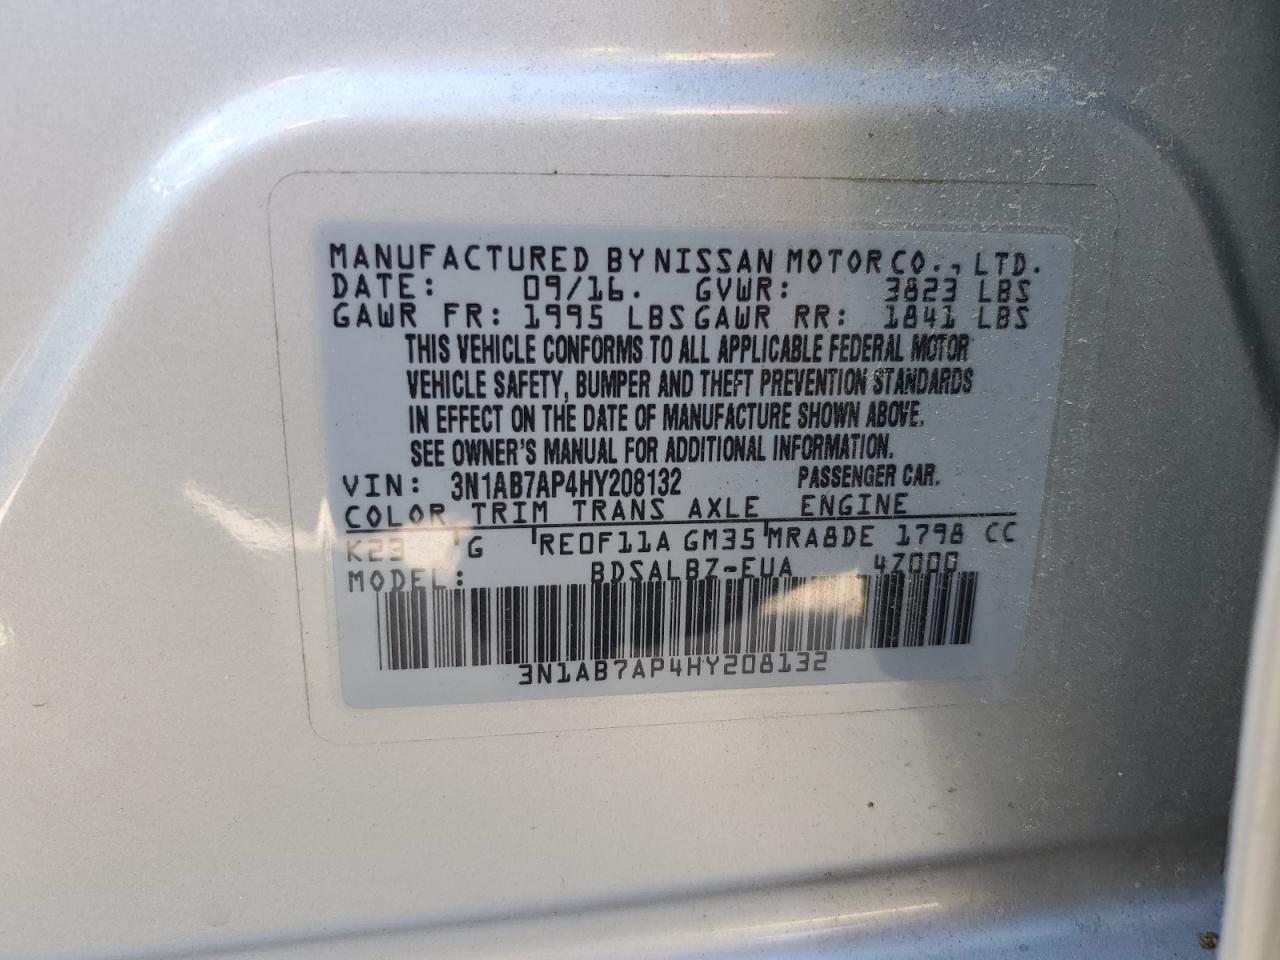 MANUFACTURED BY NISSAN MOTOR CO., LTD.
DATE: 09/16. GVWR: 3823 LBS
GAWR FR: 1995 LBS GAWR RR: 1841 LBS
THIS VEHICLE CONFORMS TO ALL APPLICABLE FEDERAL MOTOR
VEHICLE SAFETY, BUMPER AND THEFT PREVENTION STANDARDS
IN EFFECT ON THE DATE OF MANUFACTURE SHOWN ABOVE.
SEE OWNER'S MANUAL FOR ADDITIONAL INFORMATION.
VIN: 3N1AB7AP4HY208132 PASSENGER CAR.
COLOR TRIM TRANS AXLE ENGINE
K23 G RE0F11A GM35 MRA8DE 1798 CC
MODEL: BDSALBZ-EUA 4Z000
3N1AB7AP4HY208132